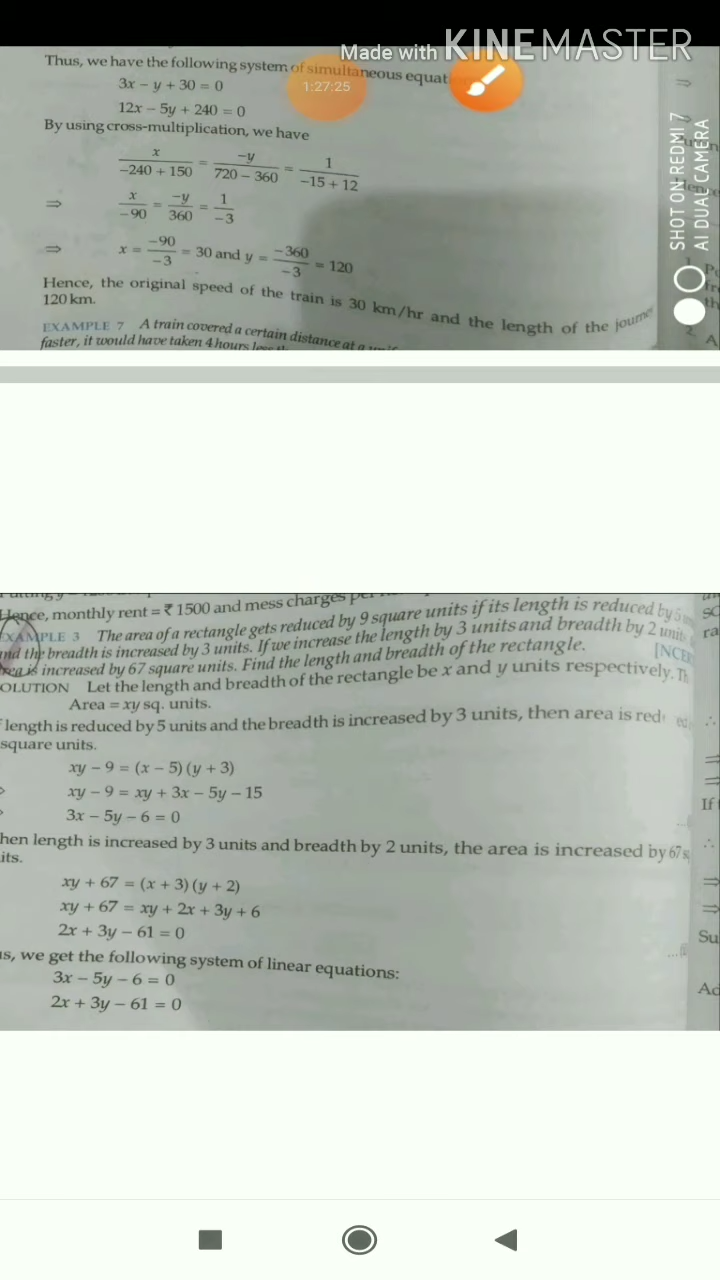 Made with KINEMASTER
1:27:25
SHOT ON REDMI 7
AI DUAL CAMERA
Thus, we have the following system of simultaneous
3x – y + 30 = 0
12x – 5y + 240 = 0
By using cross-multiplication, we have
x/(–240 + 150) = –y/(720 – 360) = 1/(–15 + 12)
⇒ x/–90 = –y/360 = 1/–3
⇒ x = –90/–3 = 30 and y = –360/–3 = 120
Hence, the original speed of the train is 30 km/hr and the length of the
120 km.
EXAMPLE 7 A train covered a certain distance at a
faster, it would have taken 4 hours
Hence, monthly rent = ₹ 1500 and mess charges
EXAMPLE 3 The area of a rectangle gets reduced by 9 square units if its length is reduced by 5
and the breadth is increased by 3 units. If we increase the length by 3 units and breadth by 2
area is increased by 67 square units. Find the length and breadth of the rectangle.
OLUTION Let the length and breadth of the rectangle be x and y units respectively.
Area = xy sq. units.
length is reduced by 5 units and the breadth is increased by 3 units, then area is
square units.
xy – 9 = (x – 5) (y + 3)
xy – 9 = xy + 3x – 5y – 15
3x – 5y – 6 = 0
hen length is increased by 3 units and breadth by 2 units, the area is increased by 67
its.
xy + 67 = (x + 3) (y + 2)
xy + 67 = xy + 2x + 3y + 6
2x + 3y – 61 = 0
us, we get the following system of linear equations:
3x – 5y – 6 = 0
2x + 3y – 61 = 0
If
Su
Ad